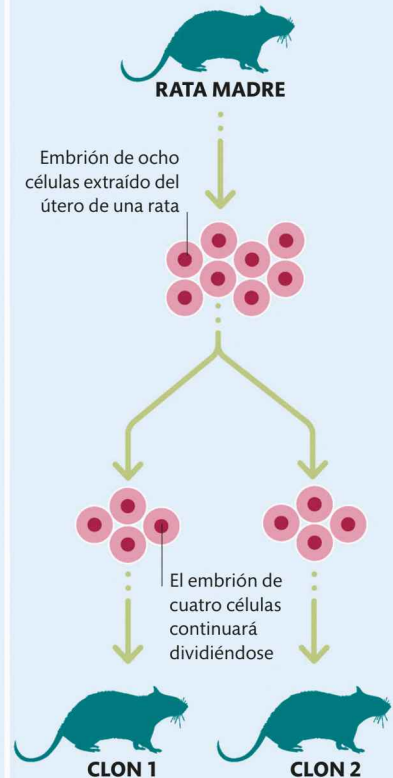 RATA MADRE
Embrión de ocho
células extraído del
útero de una rata
El embrión de
cuatro células
continuará
dividiéndose
CLON 1
CLON 2